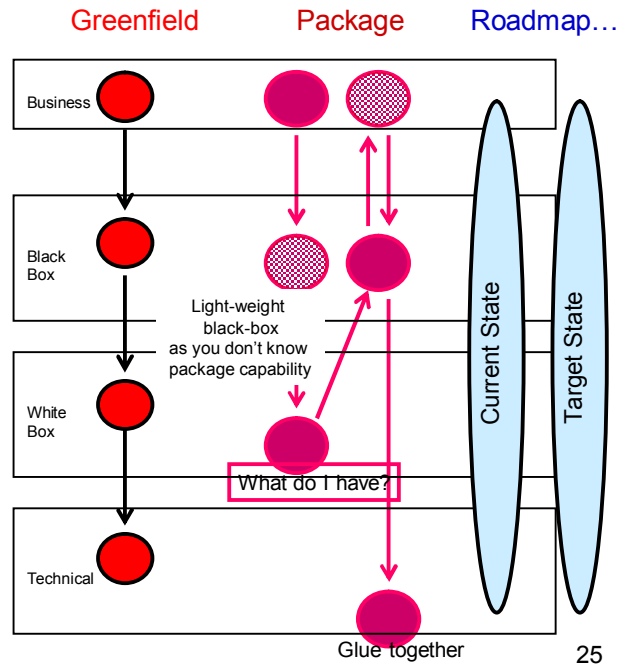 Greenfield
Package
Roadmap…
Business
Black
Box
Light-weight
black-box
as you don't know
package capability
White
Box
What do I have?
Technical
Glue together
Current State
Target State
25